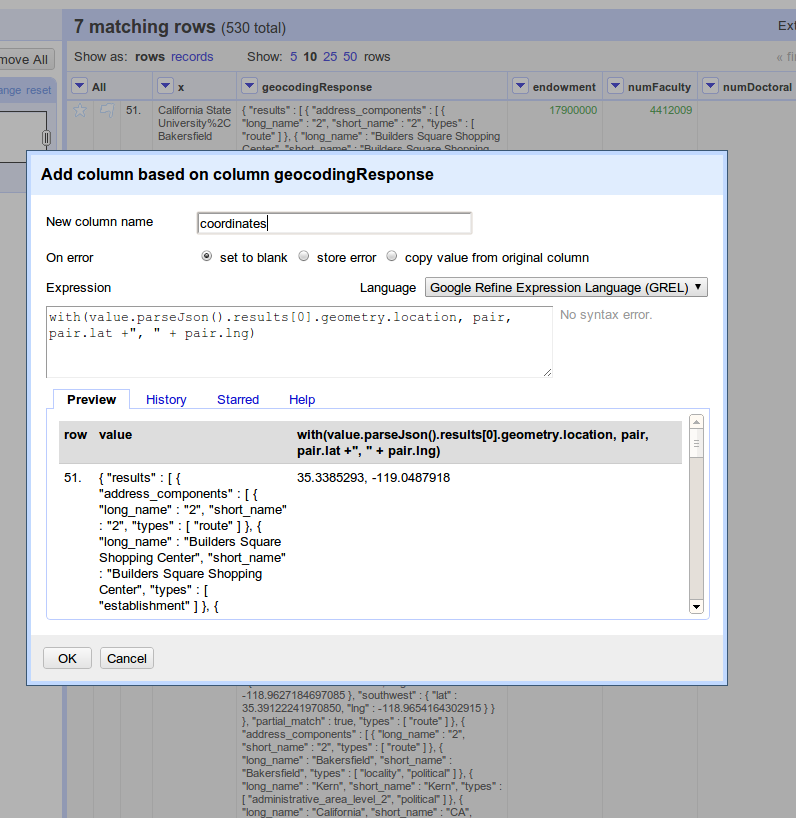 7 matching rows (530 total)
Show as: rows records Show: 5 10 25 50 rows
All x geocodingResponse endowment numFaculty numDoctoral
reset
51. California State { "results" : [ { "address_components" : [ { 17900000 4412009
University%2C "long_name" : "2", "short_name" : "2", "types" : [
Bakersfield "route" ] }, { "long_name" : "Builders Square Shopping
Center", "short_name" : "Builders Square Shopping
Add column based on column geocodingResponse
New column name coordinates
On error set to blank store error copy value from original column
Expression Language Google Refine Expression Language (GREL)
with(value.parseJson().results[0].geometry.location, pair, No syntax error.
pair.lat +", " + pair.lng)
Preview History Starred Help
row value with(value.parseJson().results[0].geometry.location, pair,
pair.lat +", " + pair.lng)
51. { "results" : [ { 35.3385293, -119.0487918
"address_components" : [ {
"long_name" : "2", "short_name"
: "2", "types" : [ "route" ] }, {
"long_name" : "Builders Square
Shopping Center", "short_name"
: "Builders Square Shopping
Center", "types" : [
"establishment" ] }, {
OK Cancel
-118.9627184697085 }, "southwest" : { "lat" :
35.39122241970850, "lng" : -118.9654164302915 } }
}, "partial_match" : true, "types" : [ "route" ] }, {
"address_components" : [ { "long_name" : "2",
"short_name" : "2", "types" : [ "route" ] }, {
"long_name" : "Bakersfield", "short_name" :
"Bakersfield", "types" : [ "locality", "political" ] }, {
"long_name" : "Kern", "short_name" : "Kern", "types" :
[ "administrative_area_level_2", "political" ] }, {
"long_name" : "California", "short_name" : "CA",